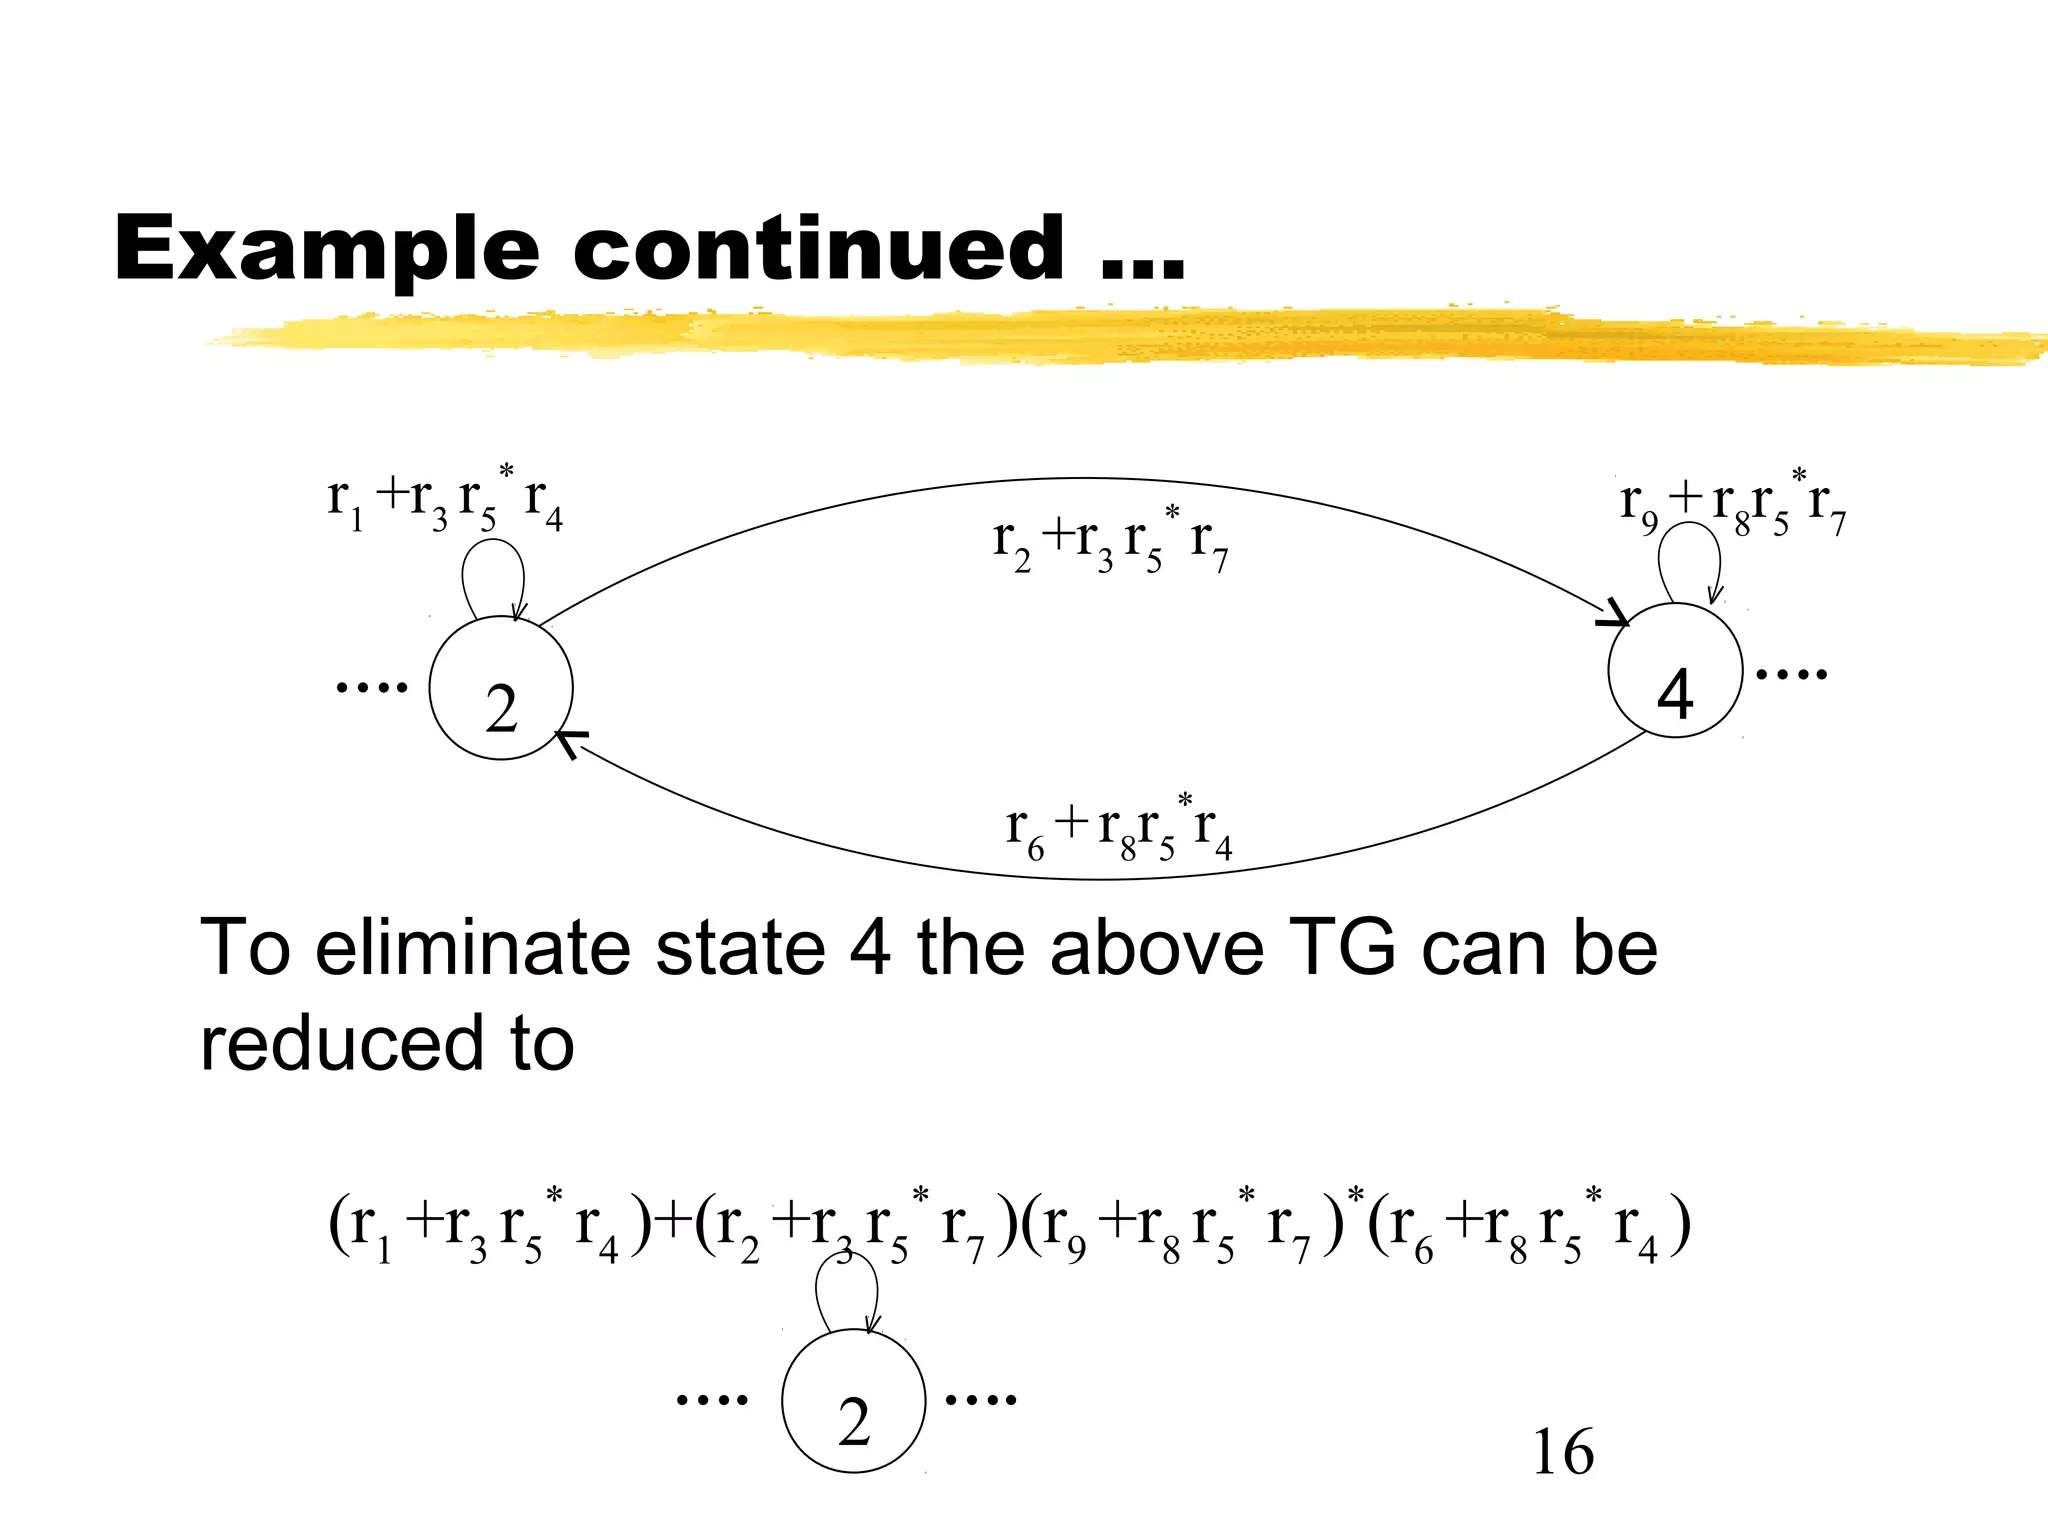 Example continued ...
r₁ +r₃ r₅* r₄
r₂ +r₃ r₅* r₇
r₉ + r₈r₅*r₇
.... 2
4 ....
r₆ + r₈r₅*r₄
To eliminate state 4 the above TG can be
reduced to
(r₁ +r₃ r₅* r₄ )+(r₂ +r₃ r₅* r₇ )(r₉ +r₈ r₅* r₇ )*(r₆ +r₈ r₅* r₄ )
.... 2 ....
16